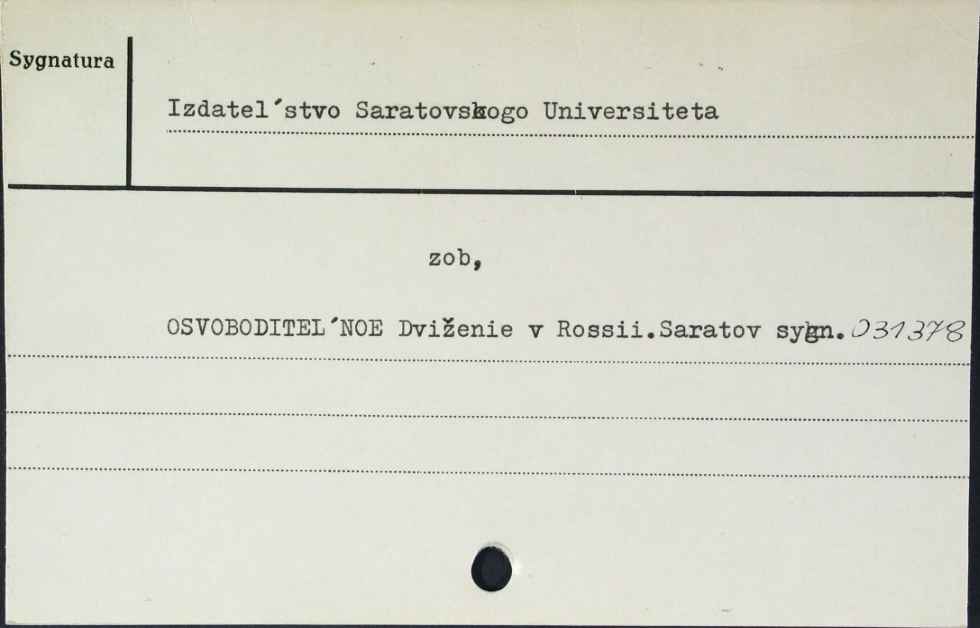 Sygnatura
Izdatel´stvo Saratovskogo Universiteta
zob,
OSVOBODITEL´NOE Dviženie v Rossii.Saratov sygn.031378